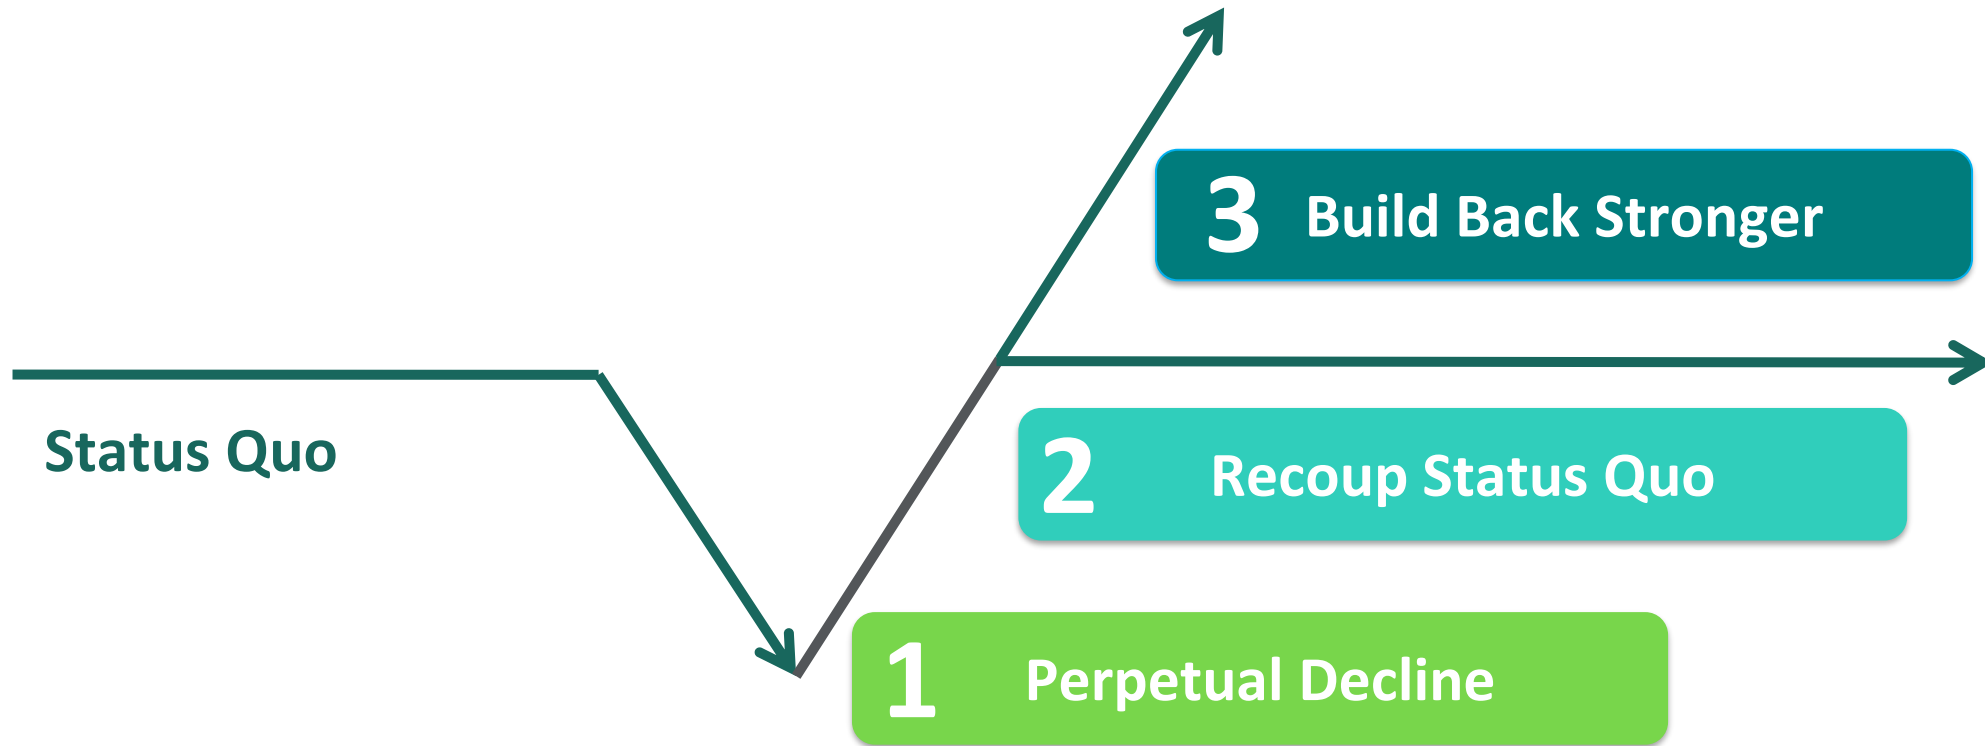 3 Build Back Stronger
Status Quo
2 Recoup Status Quo
1 Perpetual Decline